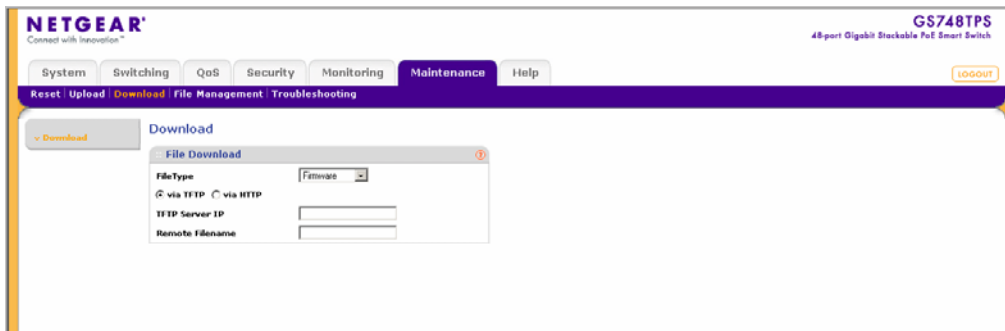 NETGEAR®
Connect with Innovation™
GS748TPS
48-port Gigabit Stackable PoE Smart Switch
System Switching QoS Security Monitoring Maintenance Help
LOGOUT
Reset Upload Download File Management Troubleshooting
Download
Download
File Download
FileType Firmware
via TFTP via HTTP
TFTP Server IP
Remote Filename